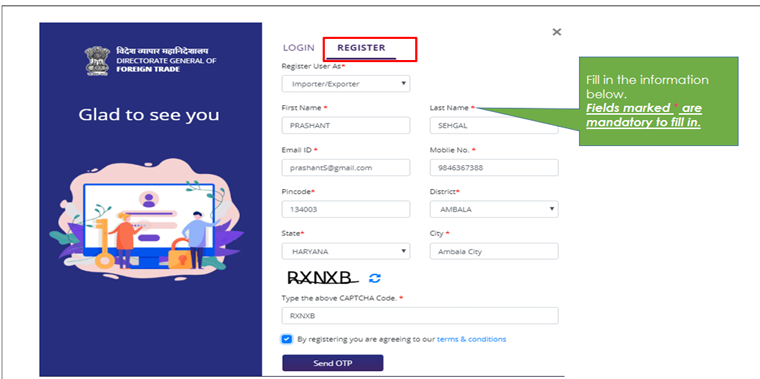 विदेश व्यापार महानिदेशालय
DIRECTORATE GENERAL OF
FOREIGN TRADE
Glad to see you
LOGIN REGISTER
Register User As*
Importer/Exporter
First Name * Last Name *
PRASHANT SEHGAL
Email ID * Moblie No. *
prashantS@gmail.com 9846367388
Pincode* District*
134003 AMBALA
State* City *
HARYANA Ambala City
RXNXB
Type the above CAPTCHA Code. *
RXNXB
By registering you are agreeing to our terms & conditions
Send OTP
Fill in the information
below.
Fields marked * are
mandatory to fill in.